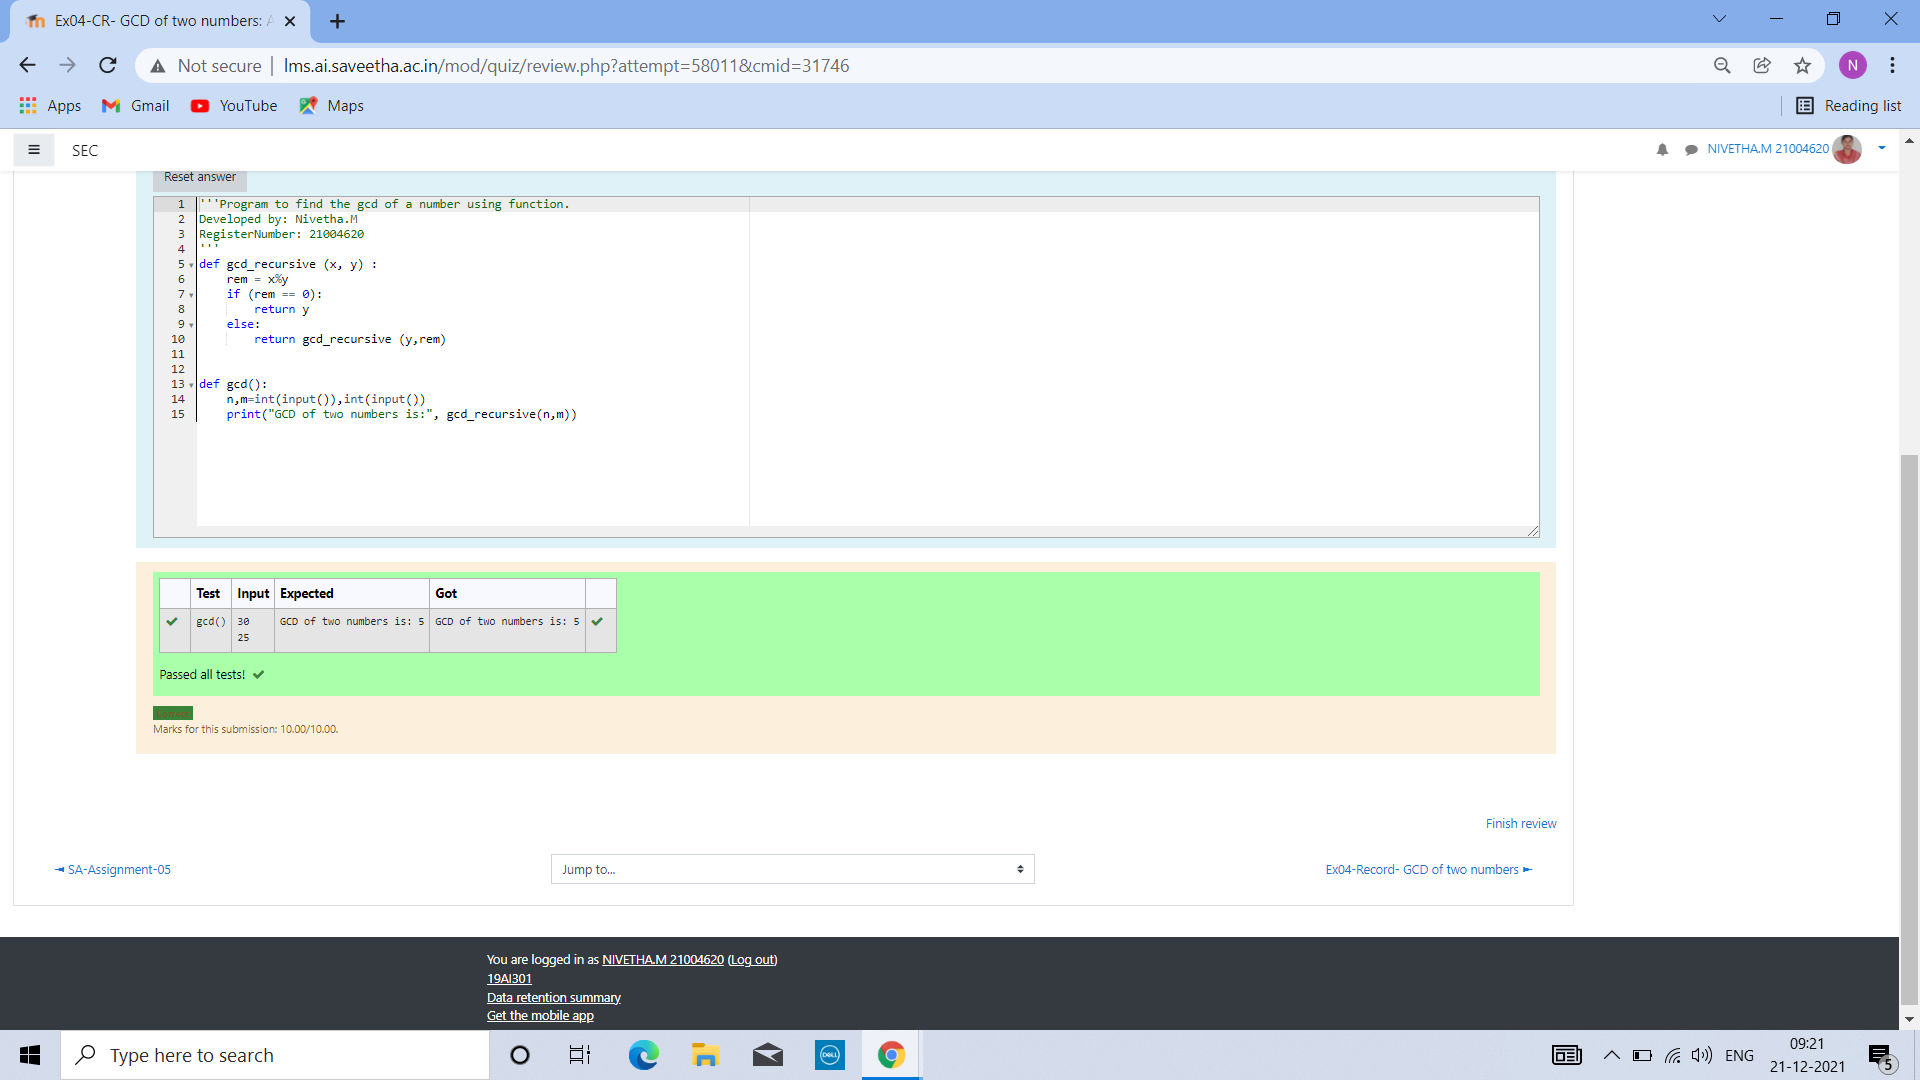 Ex04-CR- GCD of two numbers:
Not secure
lms.ai.saveetha.ac.in/mod/quiz/review.php?attempt=58011&cmid=31746
N
Apps
Gmail
YouTube
Maps
Reading list
SEC
NIVETHA.M 21004620
Reset answer
1 '''Program to find the gcd of a number using function.
2 Developed by: Nivetha.M
3 RegisterNumber: 21004620
4 '''
5 def gcd_recursive (x, y) :
6 rem = x%y
7 if (rem == 0):
8 return y
9 else:
10 return gcd_recursive (y,rem)
11
12
13 def gcd():
14 n,m=int(input()),int(input())
15 print("GCD of two numbers is:", gcd_recursive(n,m))
Test Input Expected Got
gcd() 30 GCD of two numbers is: 5 GCD of two numbers is: 5
25
Passed all tests!
Marks for this submission: 10.00/10.00.
Finish review
◄ SA-Assignment-05
Jump to...
Ex04-Record- GCD of two numbers ►
You are logged in as NIVETHA.M 21004620 (Log out)
19AI301
Data retention summary
Get the mobile app
Type here to search
DELL
ENG
09:21
21-12-2021
5